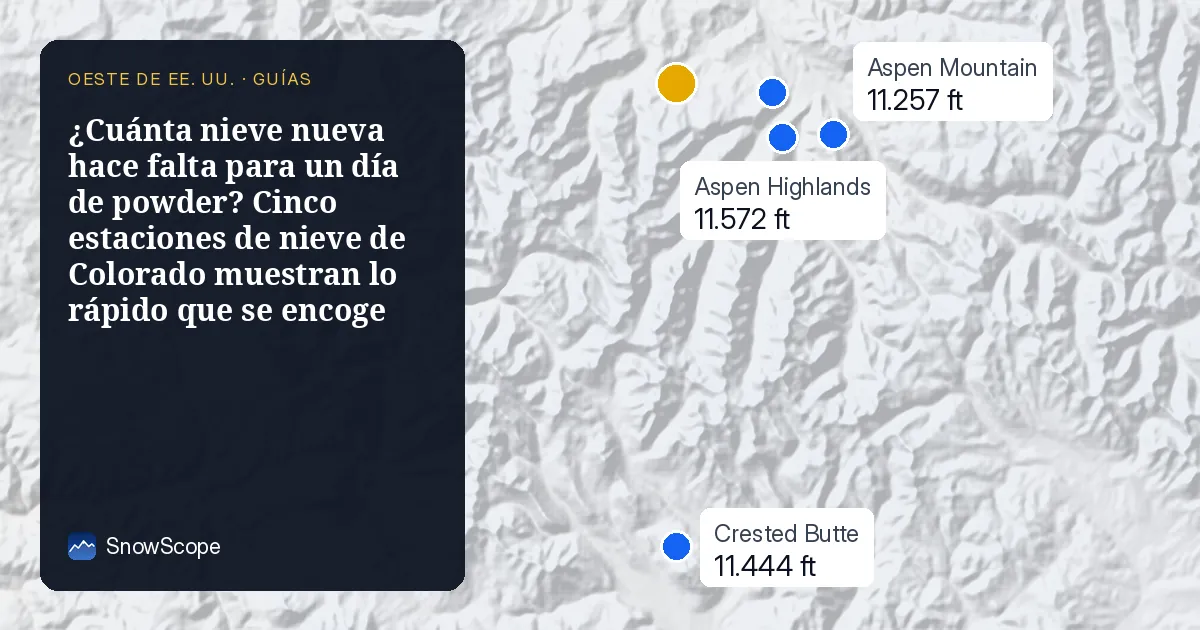 OESTE DE EE. UU. · GUÍAS
¿Cuánta nieve nueva
hace falta para un día
de powder? Cinco
estaciones de nieve de
Colorado muestran lo
rápido que se encoge
SnowScope
Aspen Mountain
11.257 ft
Aspen Highlands
11.572 ft
Crested Butte
11.444 ft